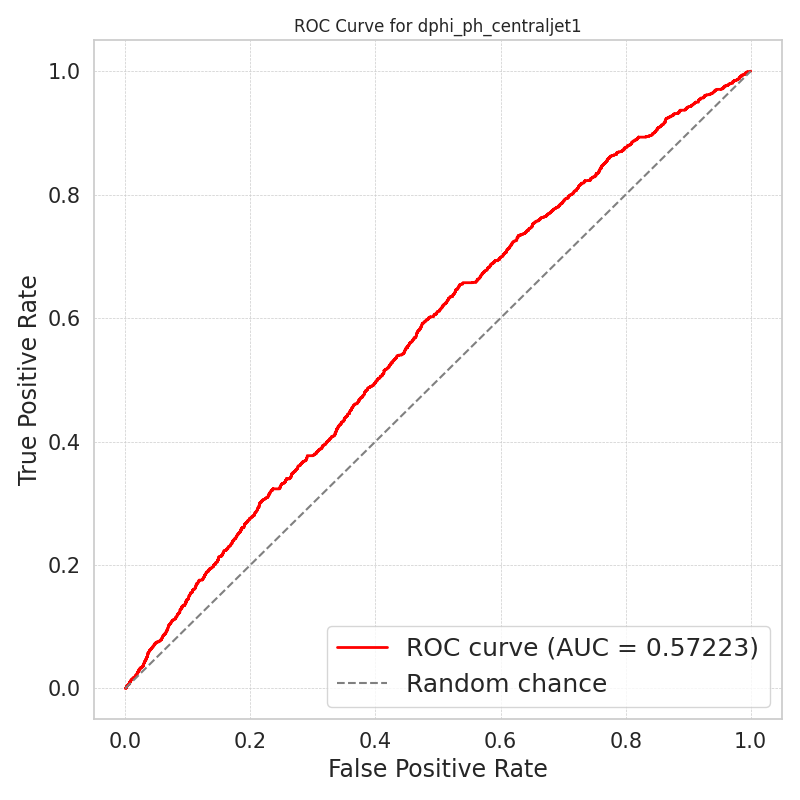 ROC Curve for dphi_ph_centraljet1
True Positive Rate
1.0
0.8
0.6
0.4
0.2
0.0
ROC curve (AUC = 0.57223)
Random chance
0.0 0.2 0.4 0.6 0.8 1.0
False Positive Rate